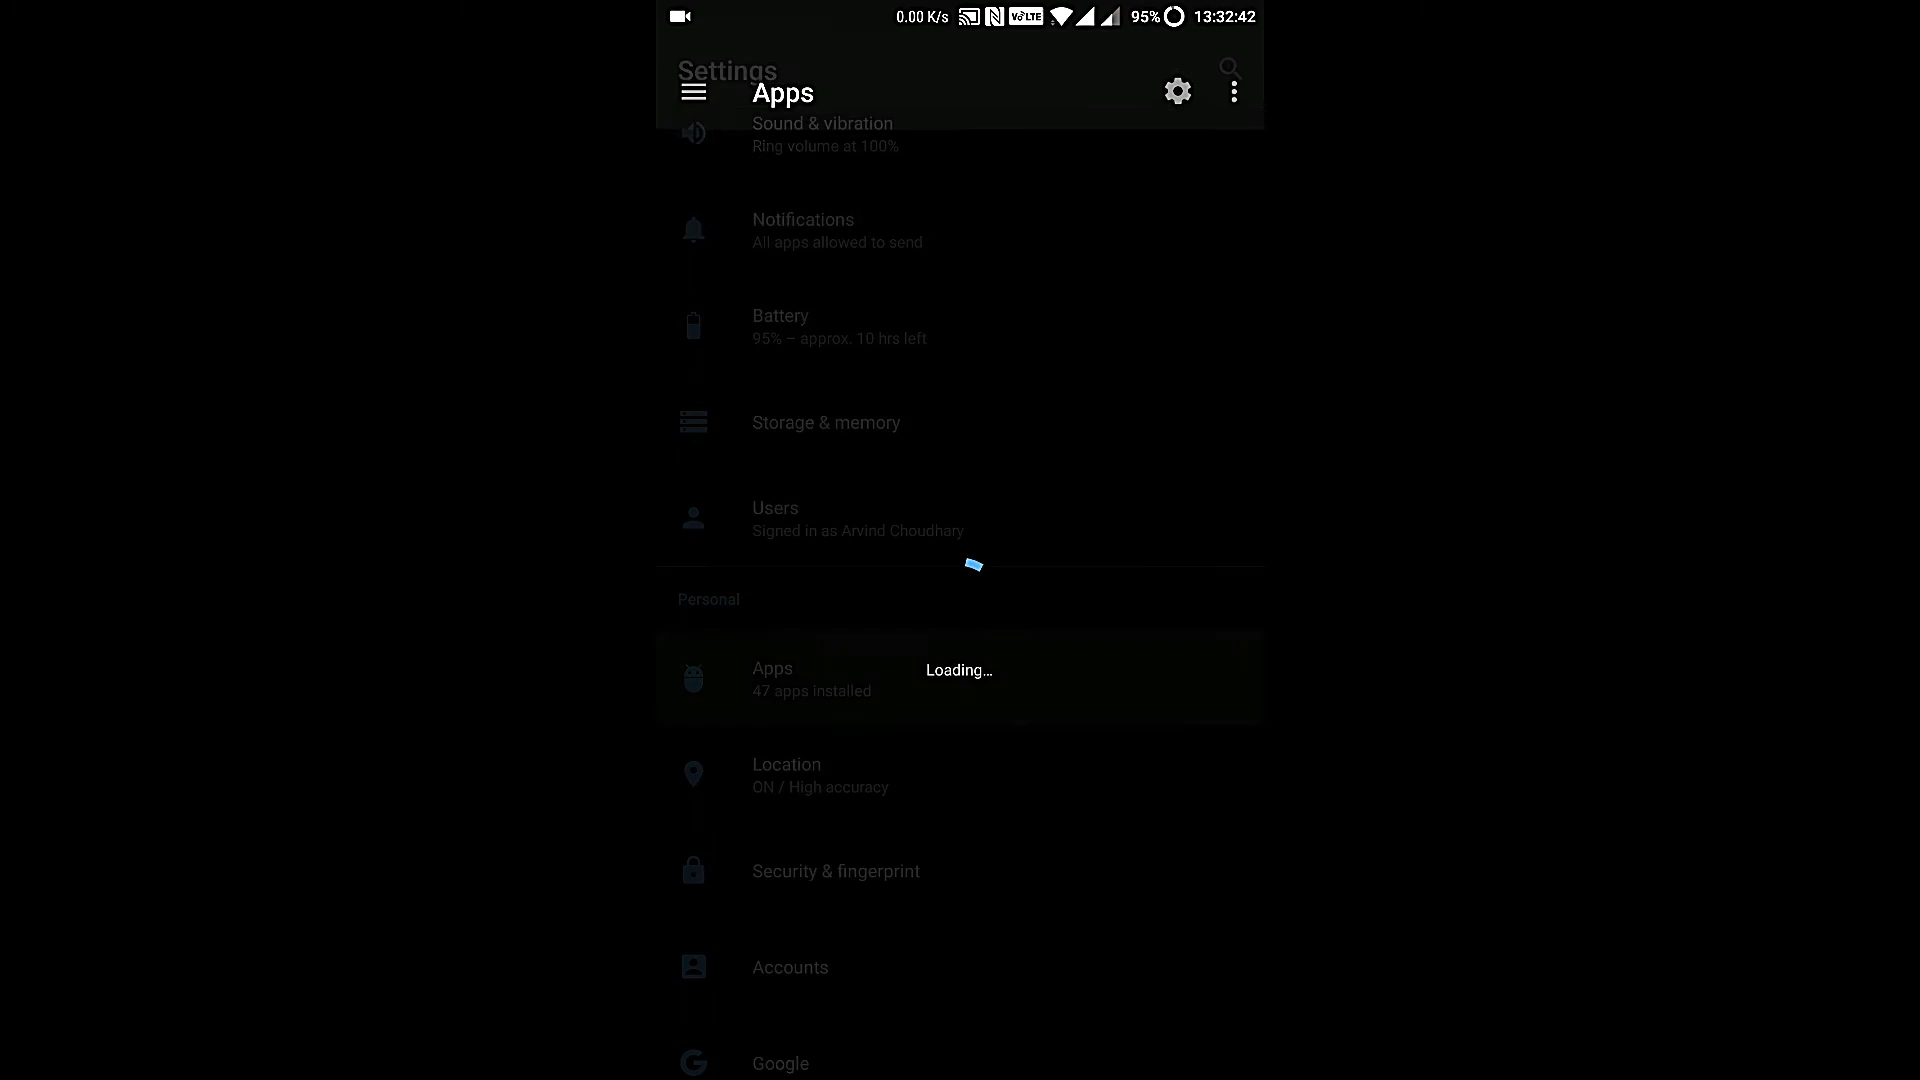 0.00 K/s VoLTE 95% 13:32:42
Settings
Apps
Sound & vibration
Ring volume at 100%
Notifications
All apps allowed to send
Battery
95% – approx. 10 hrs left
Storage & memory
Users
Signed in as Arvind Choudhary
Personal
Apps
Loading...
47 apps installed
Location
ON / High accuracy
Security & fingerprint
Accounts
Google